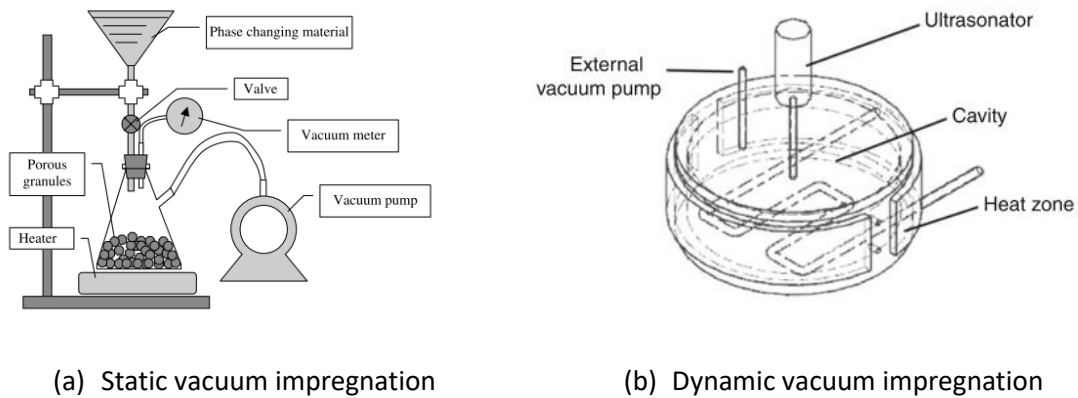 Phase changing material
Valve
Vacuum meter
Porous
granules
Vacuum pump
Heater
Ultrasonator
External
vacuum pump
Cavity
Heat zone
(a) Static vacuum impregnation
(b) Dynamic vacuum impregnation